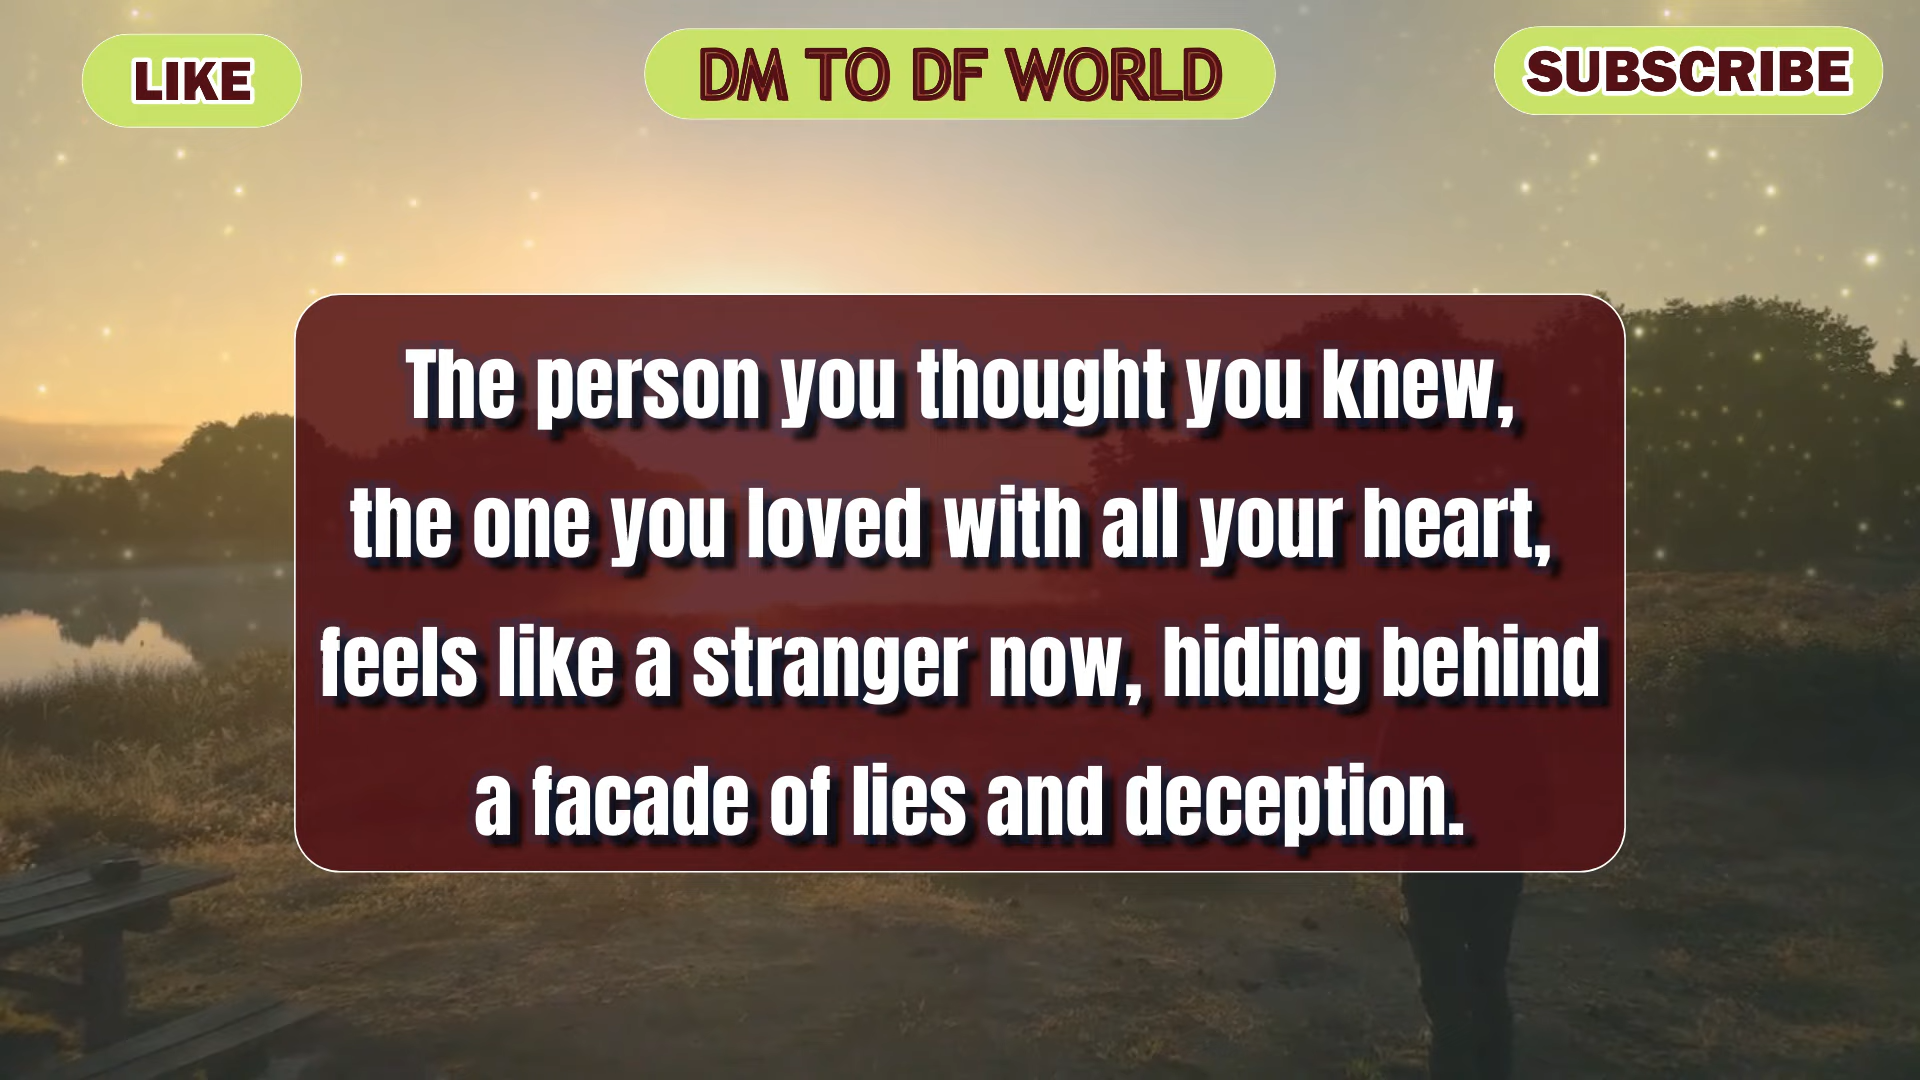 LIKE
DM TO DF WORLD
SUBSCRIBE
The person you thought you knew,
the one you loved with all your heart,
feels like a stranger now, hiding behind
a facade of lies and deception.